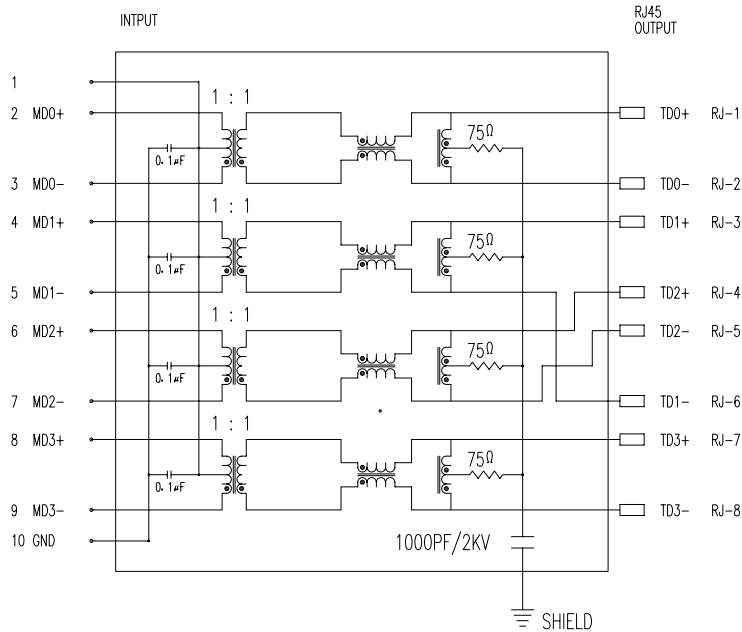 INTPUT
RJ45
OUTPUT
1
1 : 1
2 MD0+
75Ω
TD0+ RJ-1
0.1μF
3 MD0-
TD0- RJ-2
1 : 1
4 MD1+
75Ω
TD1+ RJ-3
0.1μF
5 MD1-
TD2+ RJ-4
1 : 1
6 MD2+
75Ω
TD2- RJ-5
0.1μF
7 MD2-
TD1- RJ-6
1 : 1
8 MD3+
75Ω
TD3+ RJ-7
0.1μF
9 MD3-
TD3- RJ-8
10 GND
1000PF/2KV
SHIELD